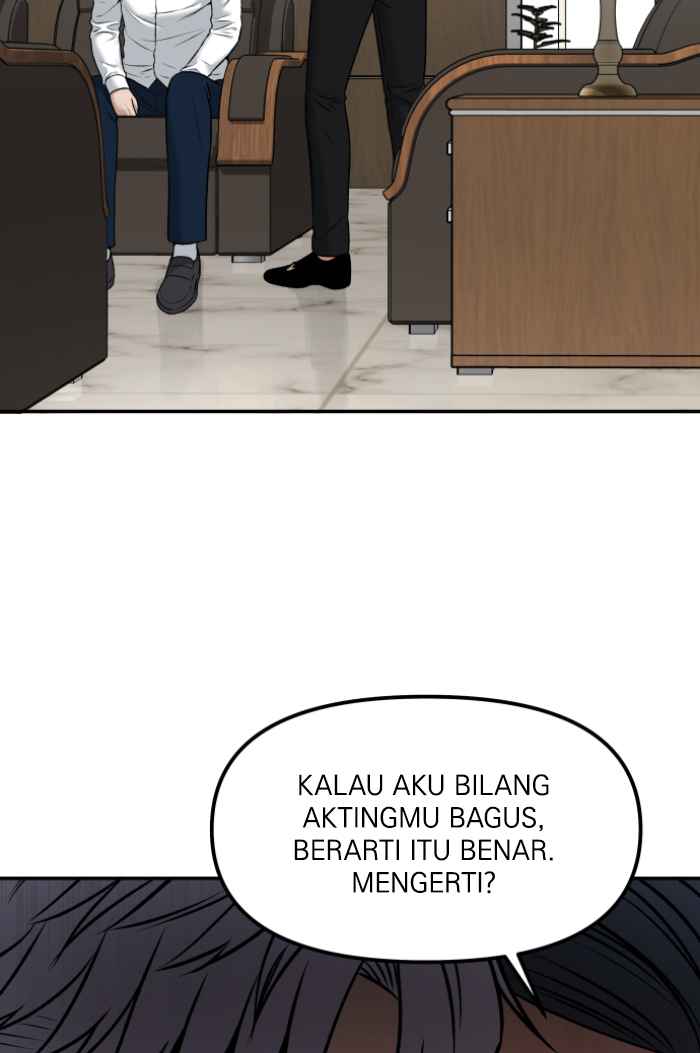 KALAU AKU BILANG
AKTINGMU BAGUS,
BERARTI ITU BENAR.
MENGERTI?